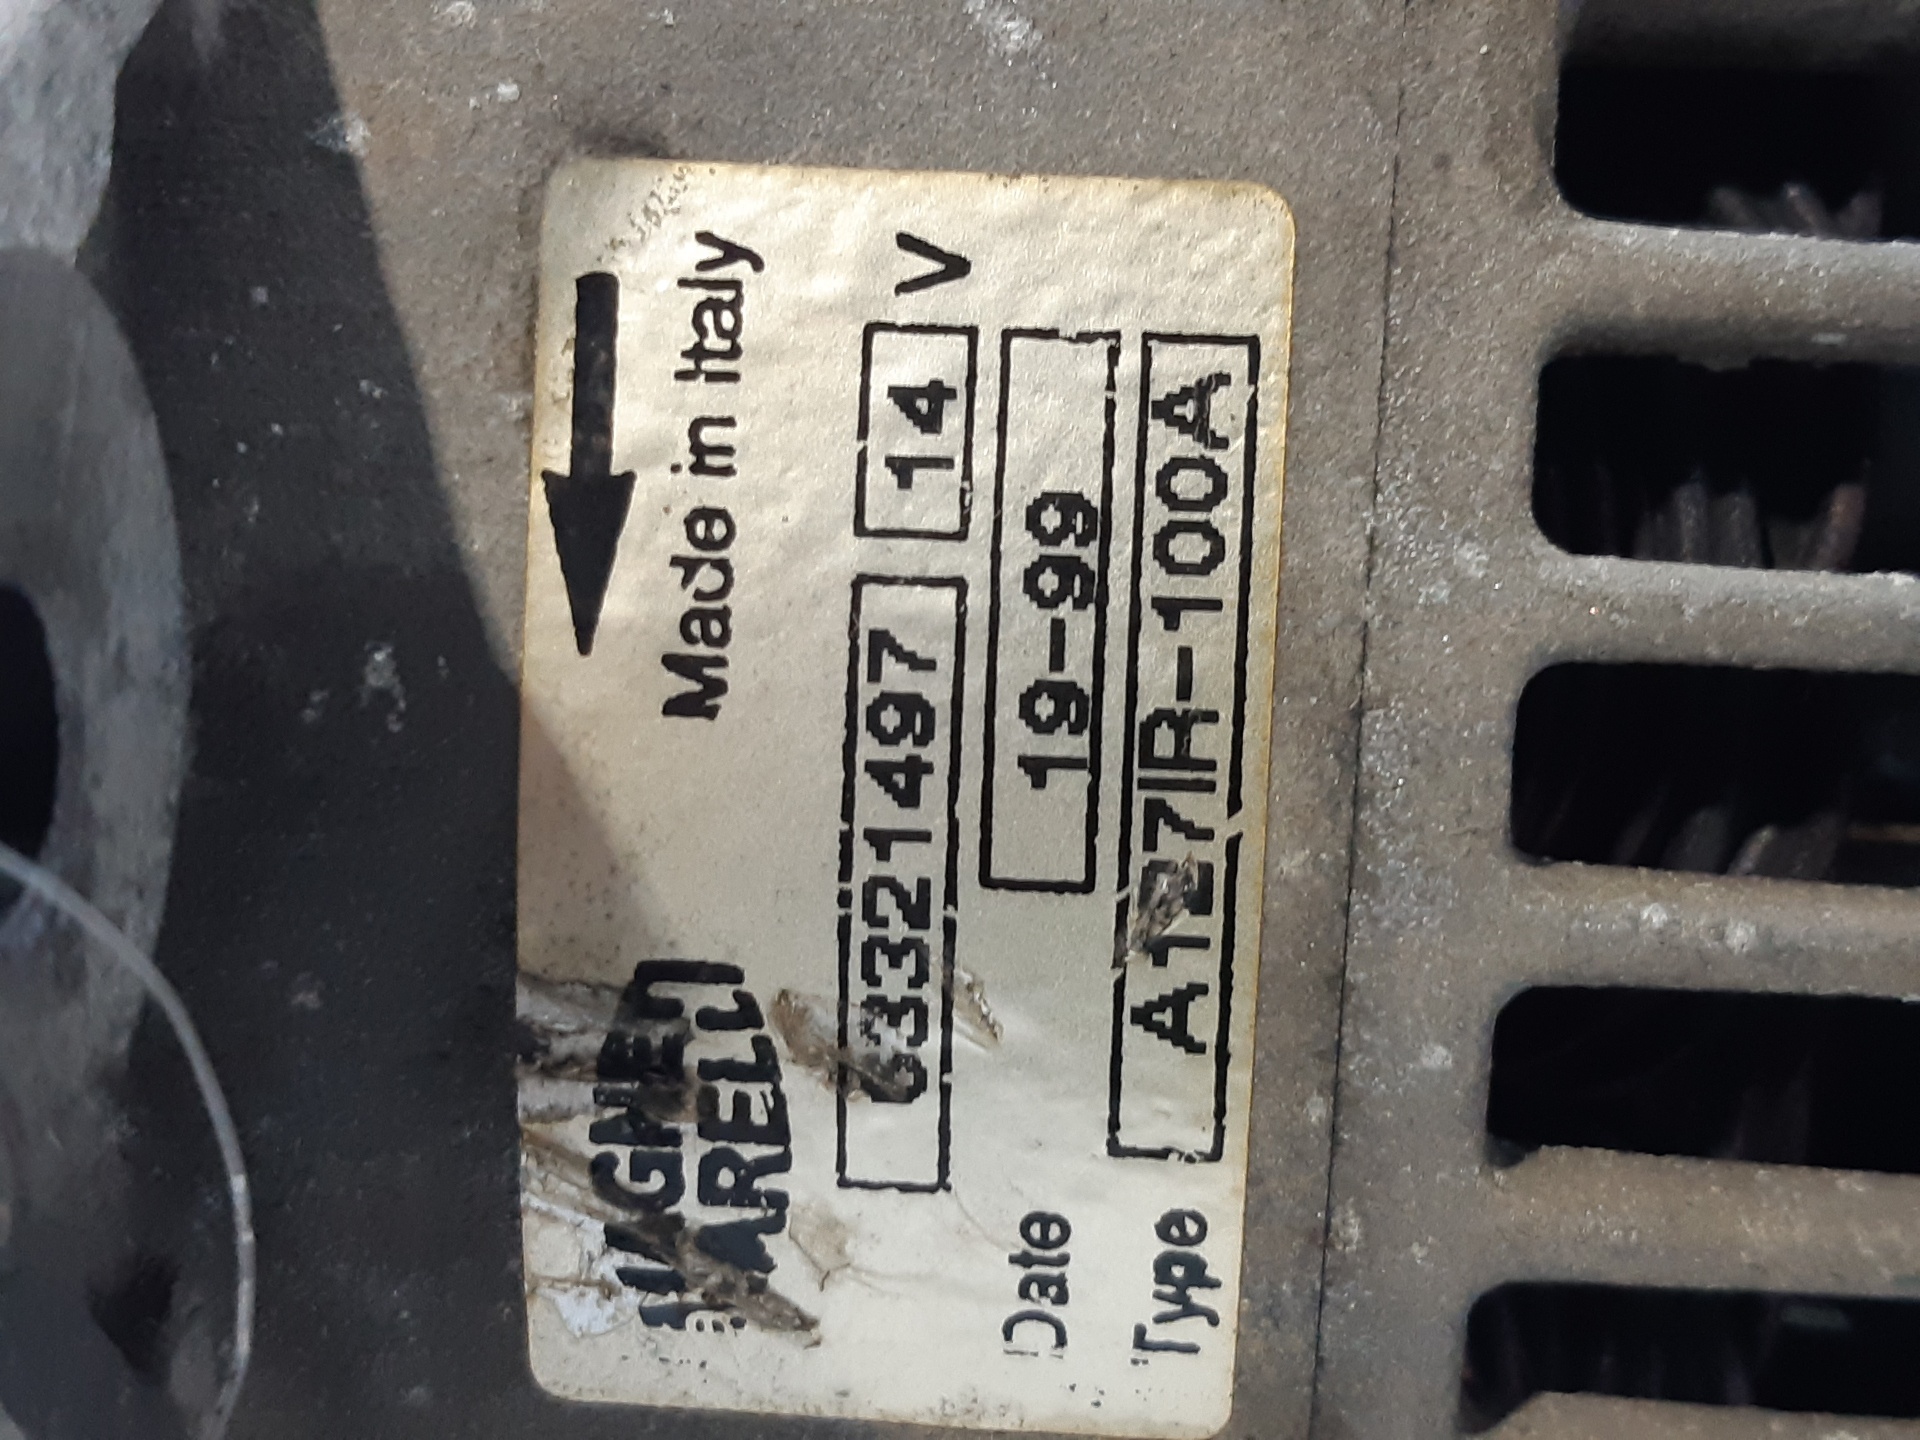 MAGNETI
MARELLI
Made in Italy
63321497 14 V
Date 19-99
Type A127IR-100A